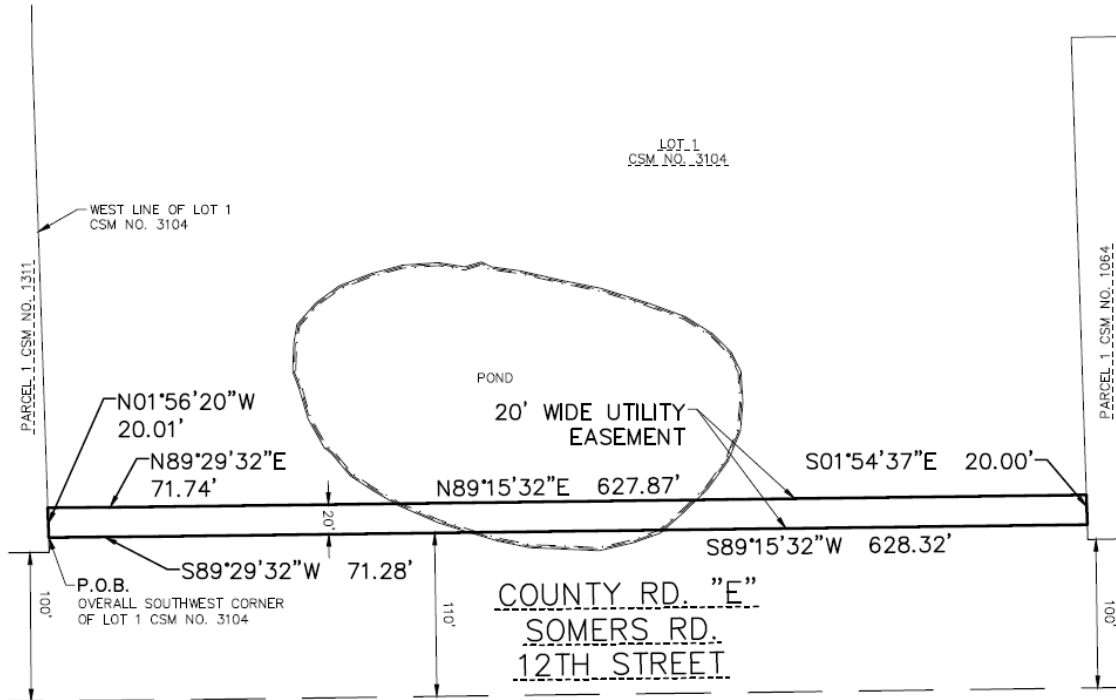 LOT 1
CSM NO. 3104
WEST LINE OF LOT 1
CSM NO. 3104
PARCEL 1 CSM NO. 1311
PARCEL 1 CSM NO. 1064
POND
20' WIDE UTILITY
EASEMENT
N01°56'20"W
20.01'
N89°29'32"E
71.74'
N89°15'32"E 627.87'
S01°54'37"E 20.00'
20'
S89°29'32"W 71.28'
S89°15'32"W 628.32'
P.O.B.
OVERALL SOUTHWEST CORNER
OF LOT 1 CSM NO. 3104
100'
110'
100'
COUNTY RD. "E"
SOMERS RD.
12TH STREET